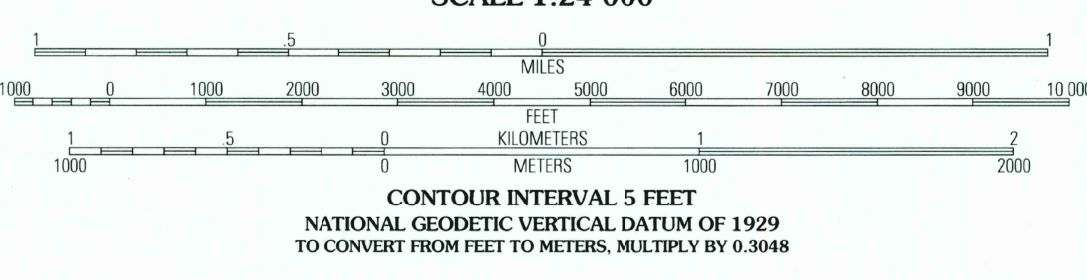 SCALE 1:24 000
1 .5 0 1
MILES
1000 0 1000 2000 3000 4000 5000 6000 7000 8000 9000 10 000
FEET
1 .5 0 KILOMETERS 1 2
1000 0 METERS 1000 2000
CONTOUR INTERVAL 5 FEET
NATIONAL GEODETIC VERTICAL DATUM OF 1929
TO CONVERT FROM FEET TO METERS, MULTIPLY BY 0.3048